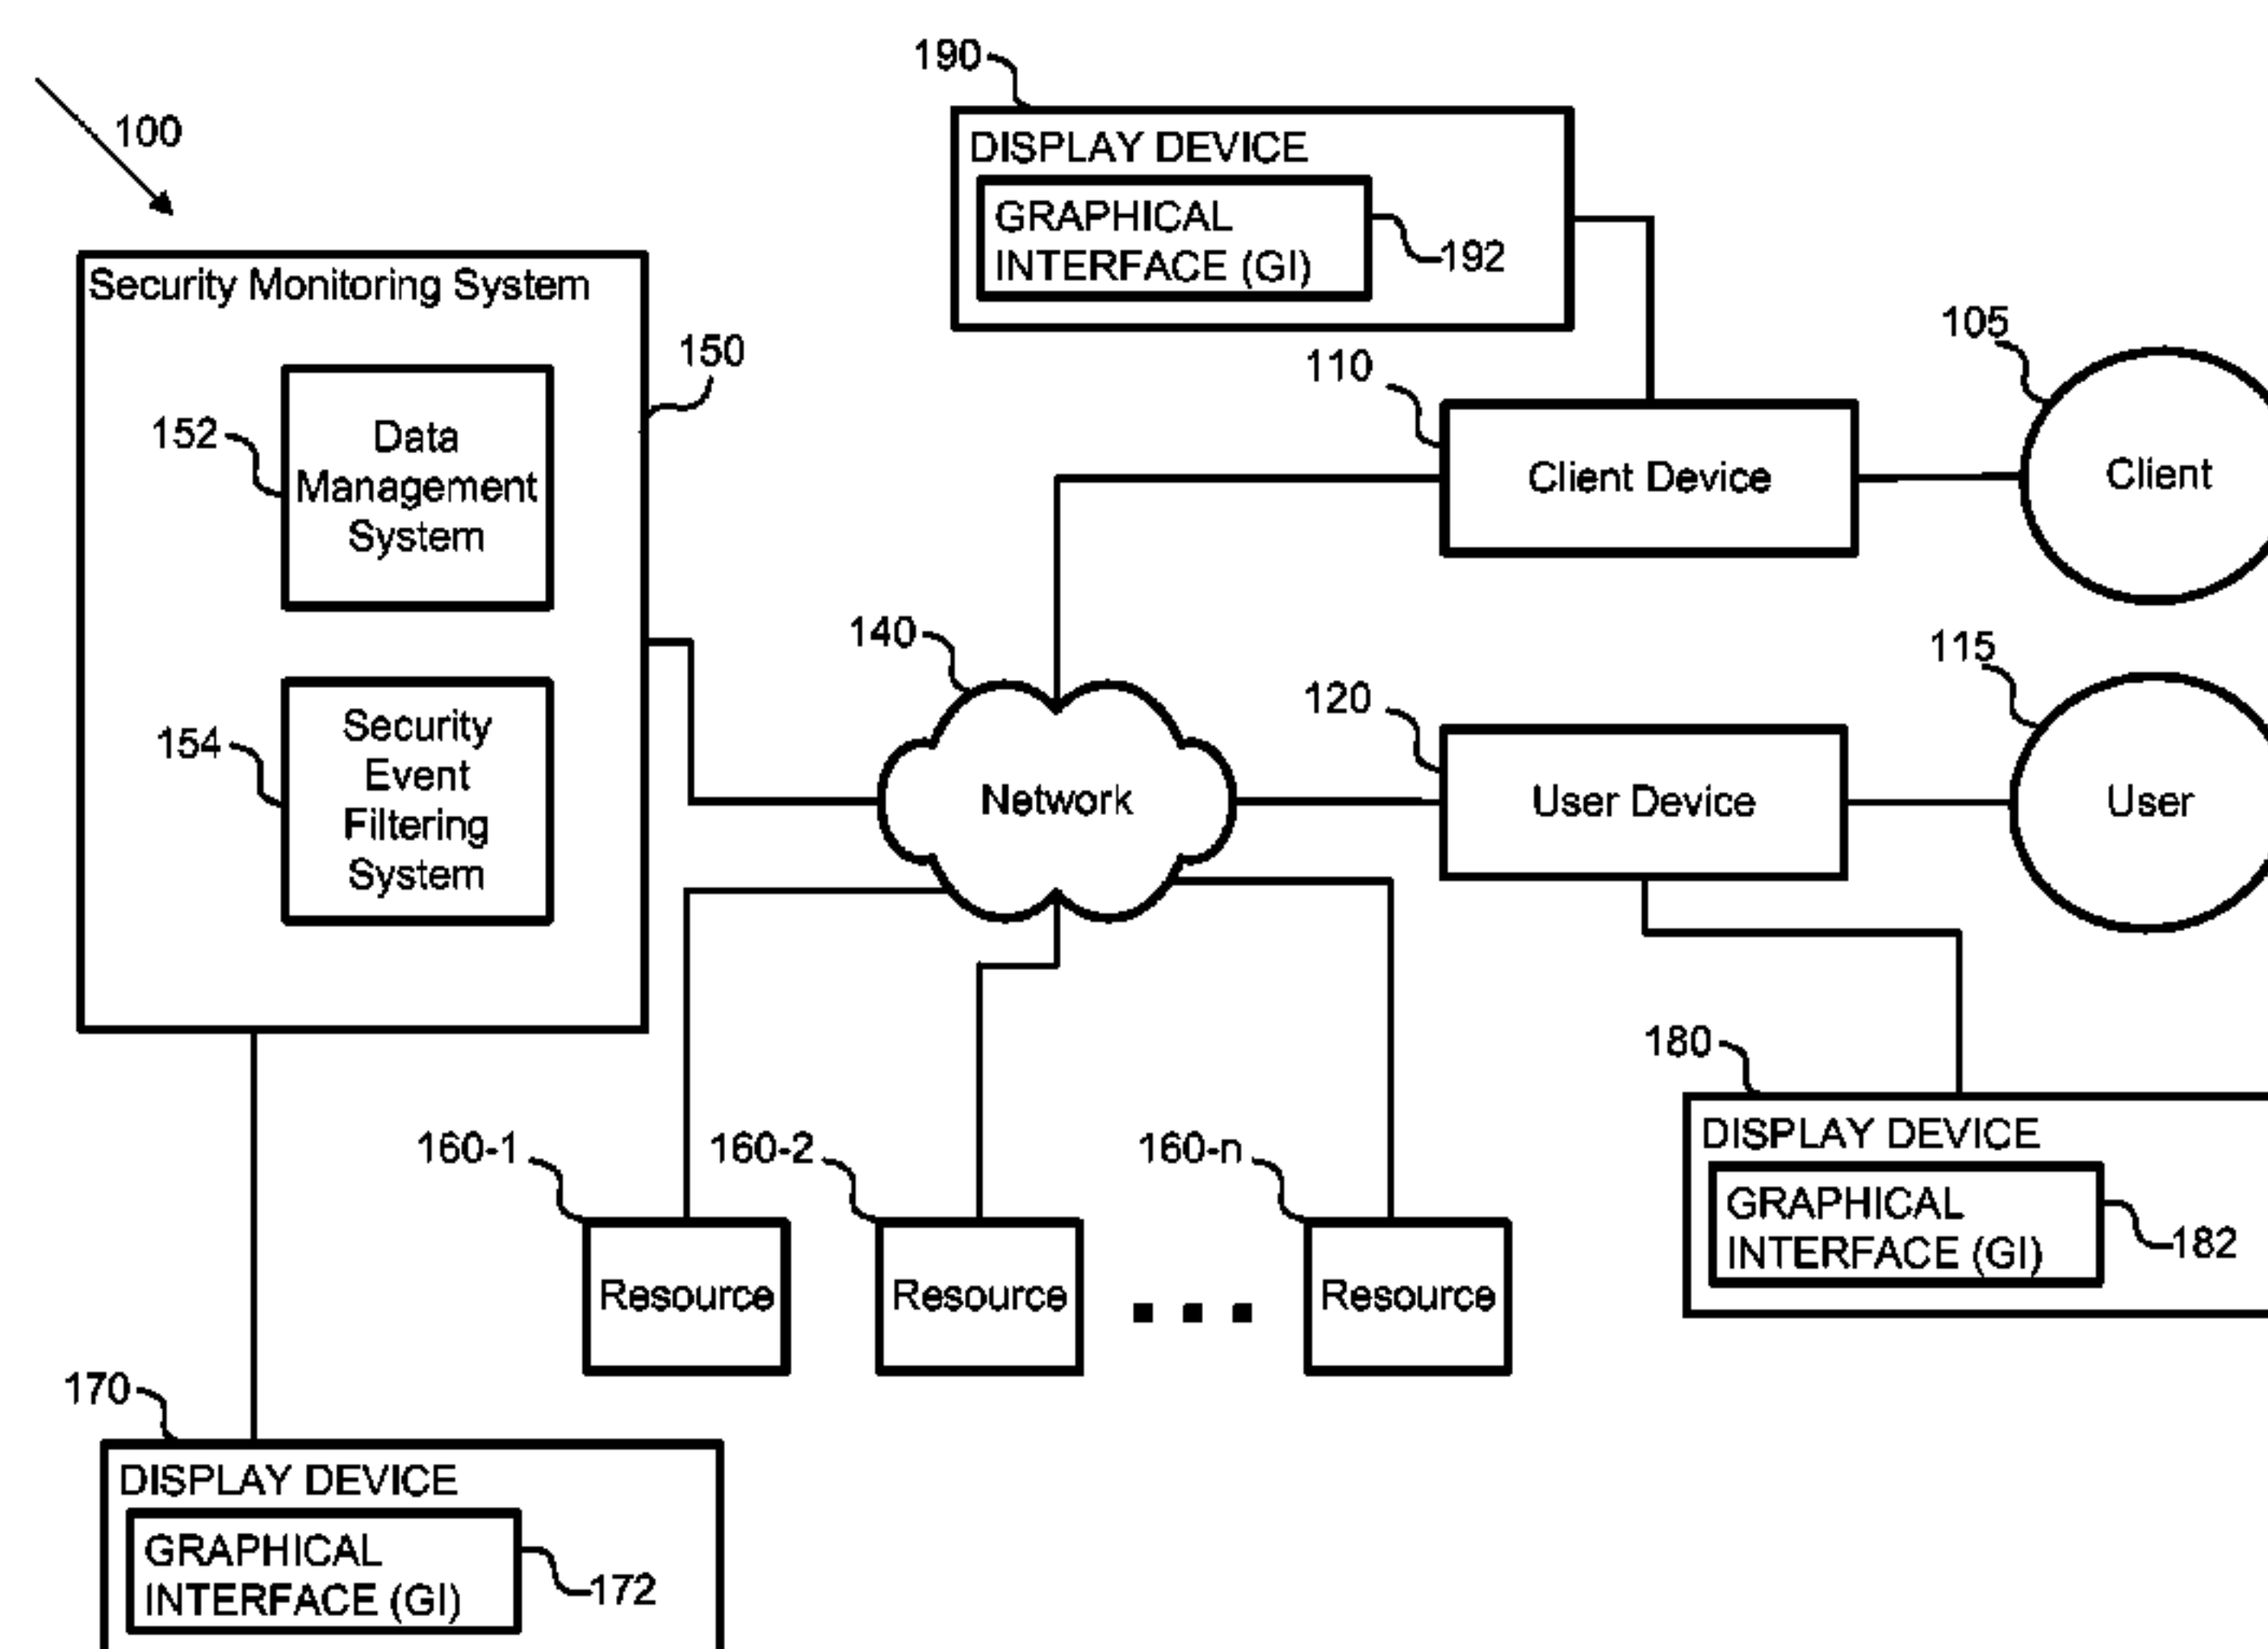 100
190
DISPLAY DEVICE
GRAPHICAL
INTERFACE (GI)
192
Security Monitoring System
150
152
Data
Management
System
154
Security
Event
Filtering
System
110
Client Device
105
Client
140
Network
120
User Device
115
User
180
DISPLAY DEVICE
GRAPHICAL
INTERFACE (GI)
182
160-1
Resource
160-2
Resource
160-n
Resource
170
DISPLAY DEVICE
GRAPHICAL
INTERFACE (GI)
172